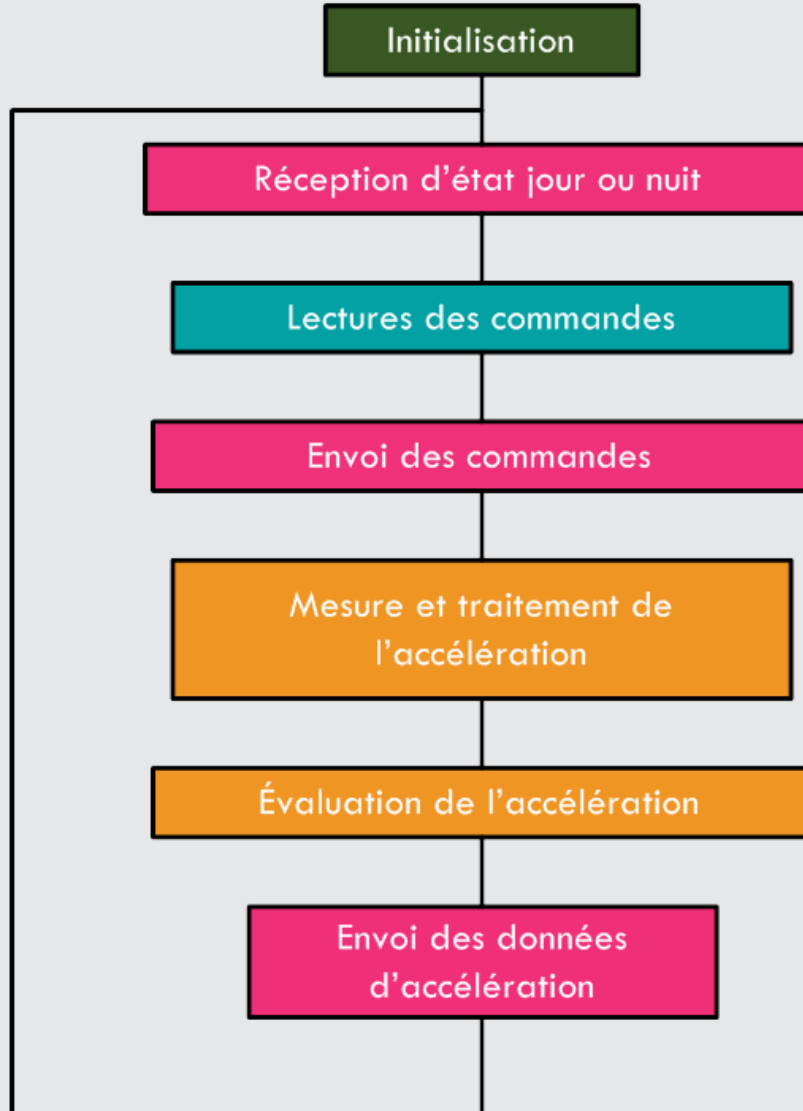 Initialisation
Réception d’état jour ou nuit
Lectures des commandes
Envoi des commandes
Mesure et traitement de
l’accélération
Évaluation de l’accélération
Envoi des données
d’accélération